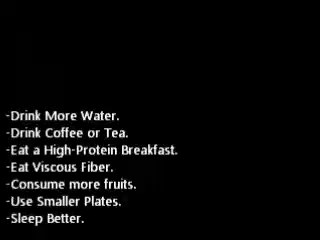 -Drink More Water.
-Drink Coffee or Tea.
-Eat a High-Protein Breakfast.
-Eat Viscous Fiber.
-Consume more fruits.
-Use Smaller Plates.
-Sleep Better.